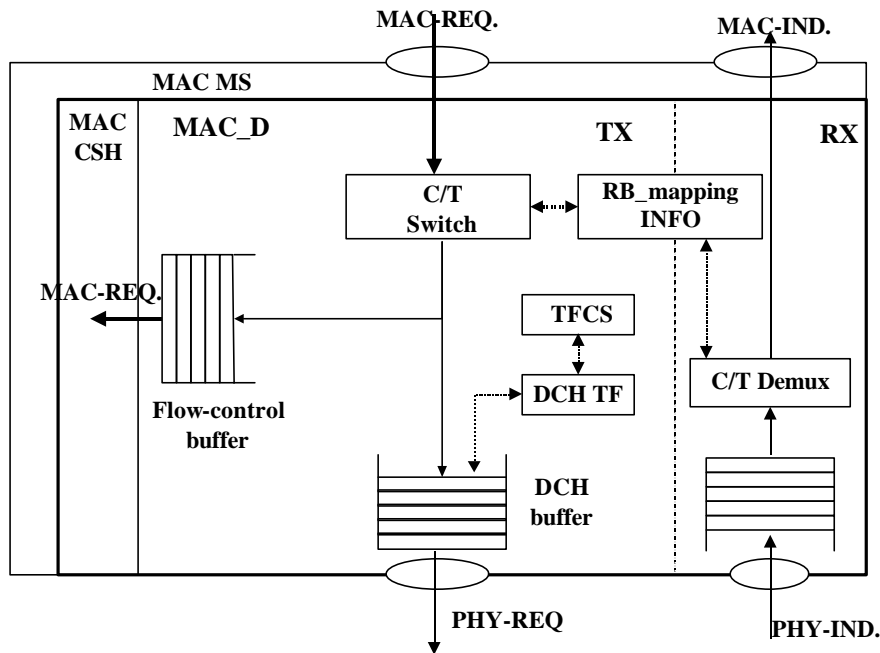 MAC-REQ.
MAC-IND.
MAC MS
MAC
CSH
MAC_D
TX
RX
C/T
Switch
RB_mapping
INFO
MAC-REQ.
TFCS
DCH TF
C/T Demux
Flow-control
buffer
DCH
buffer
PHY-REQ
PHY-IND.